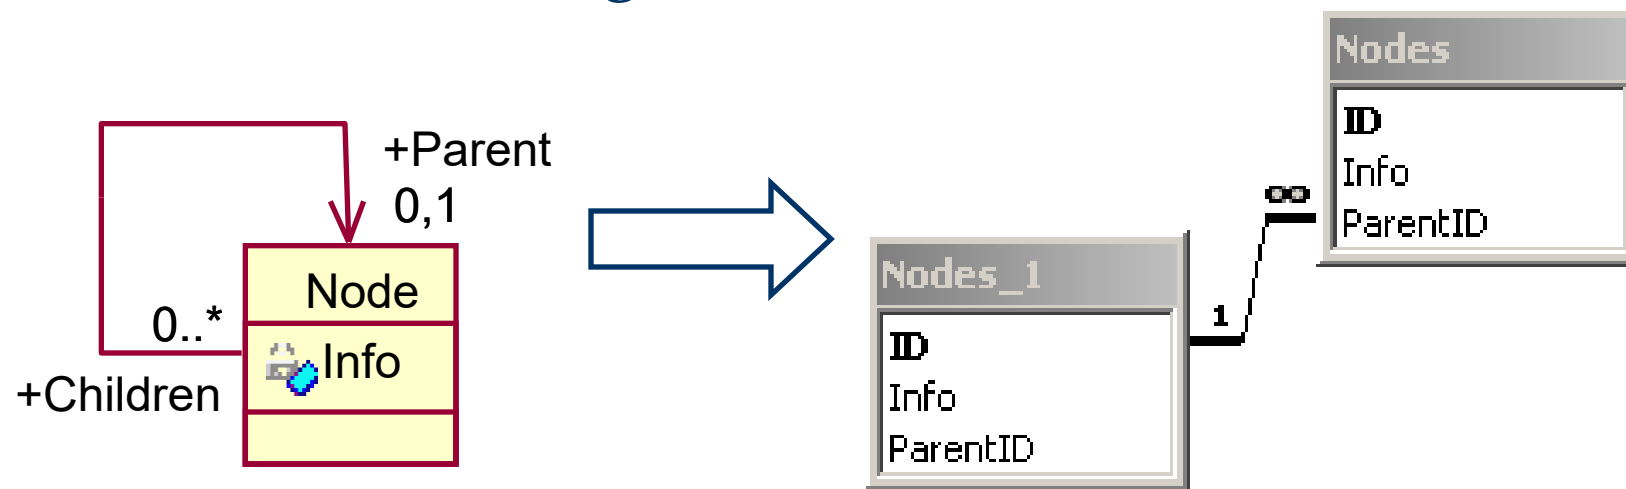 +Parent
0,1
Node
0..*
Info
+Children
Nodes_1
ID
Info
ParentID
1
∞
Nodes
ID
Info
ParentID